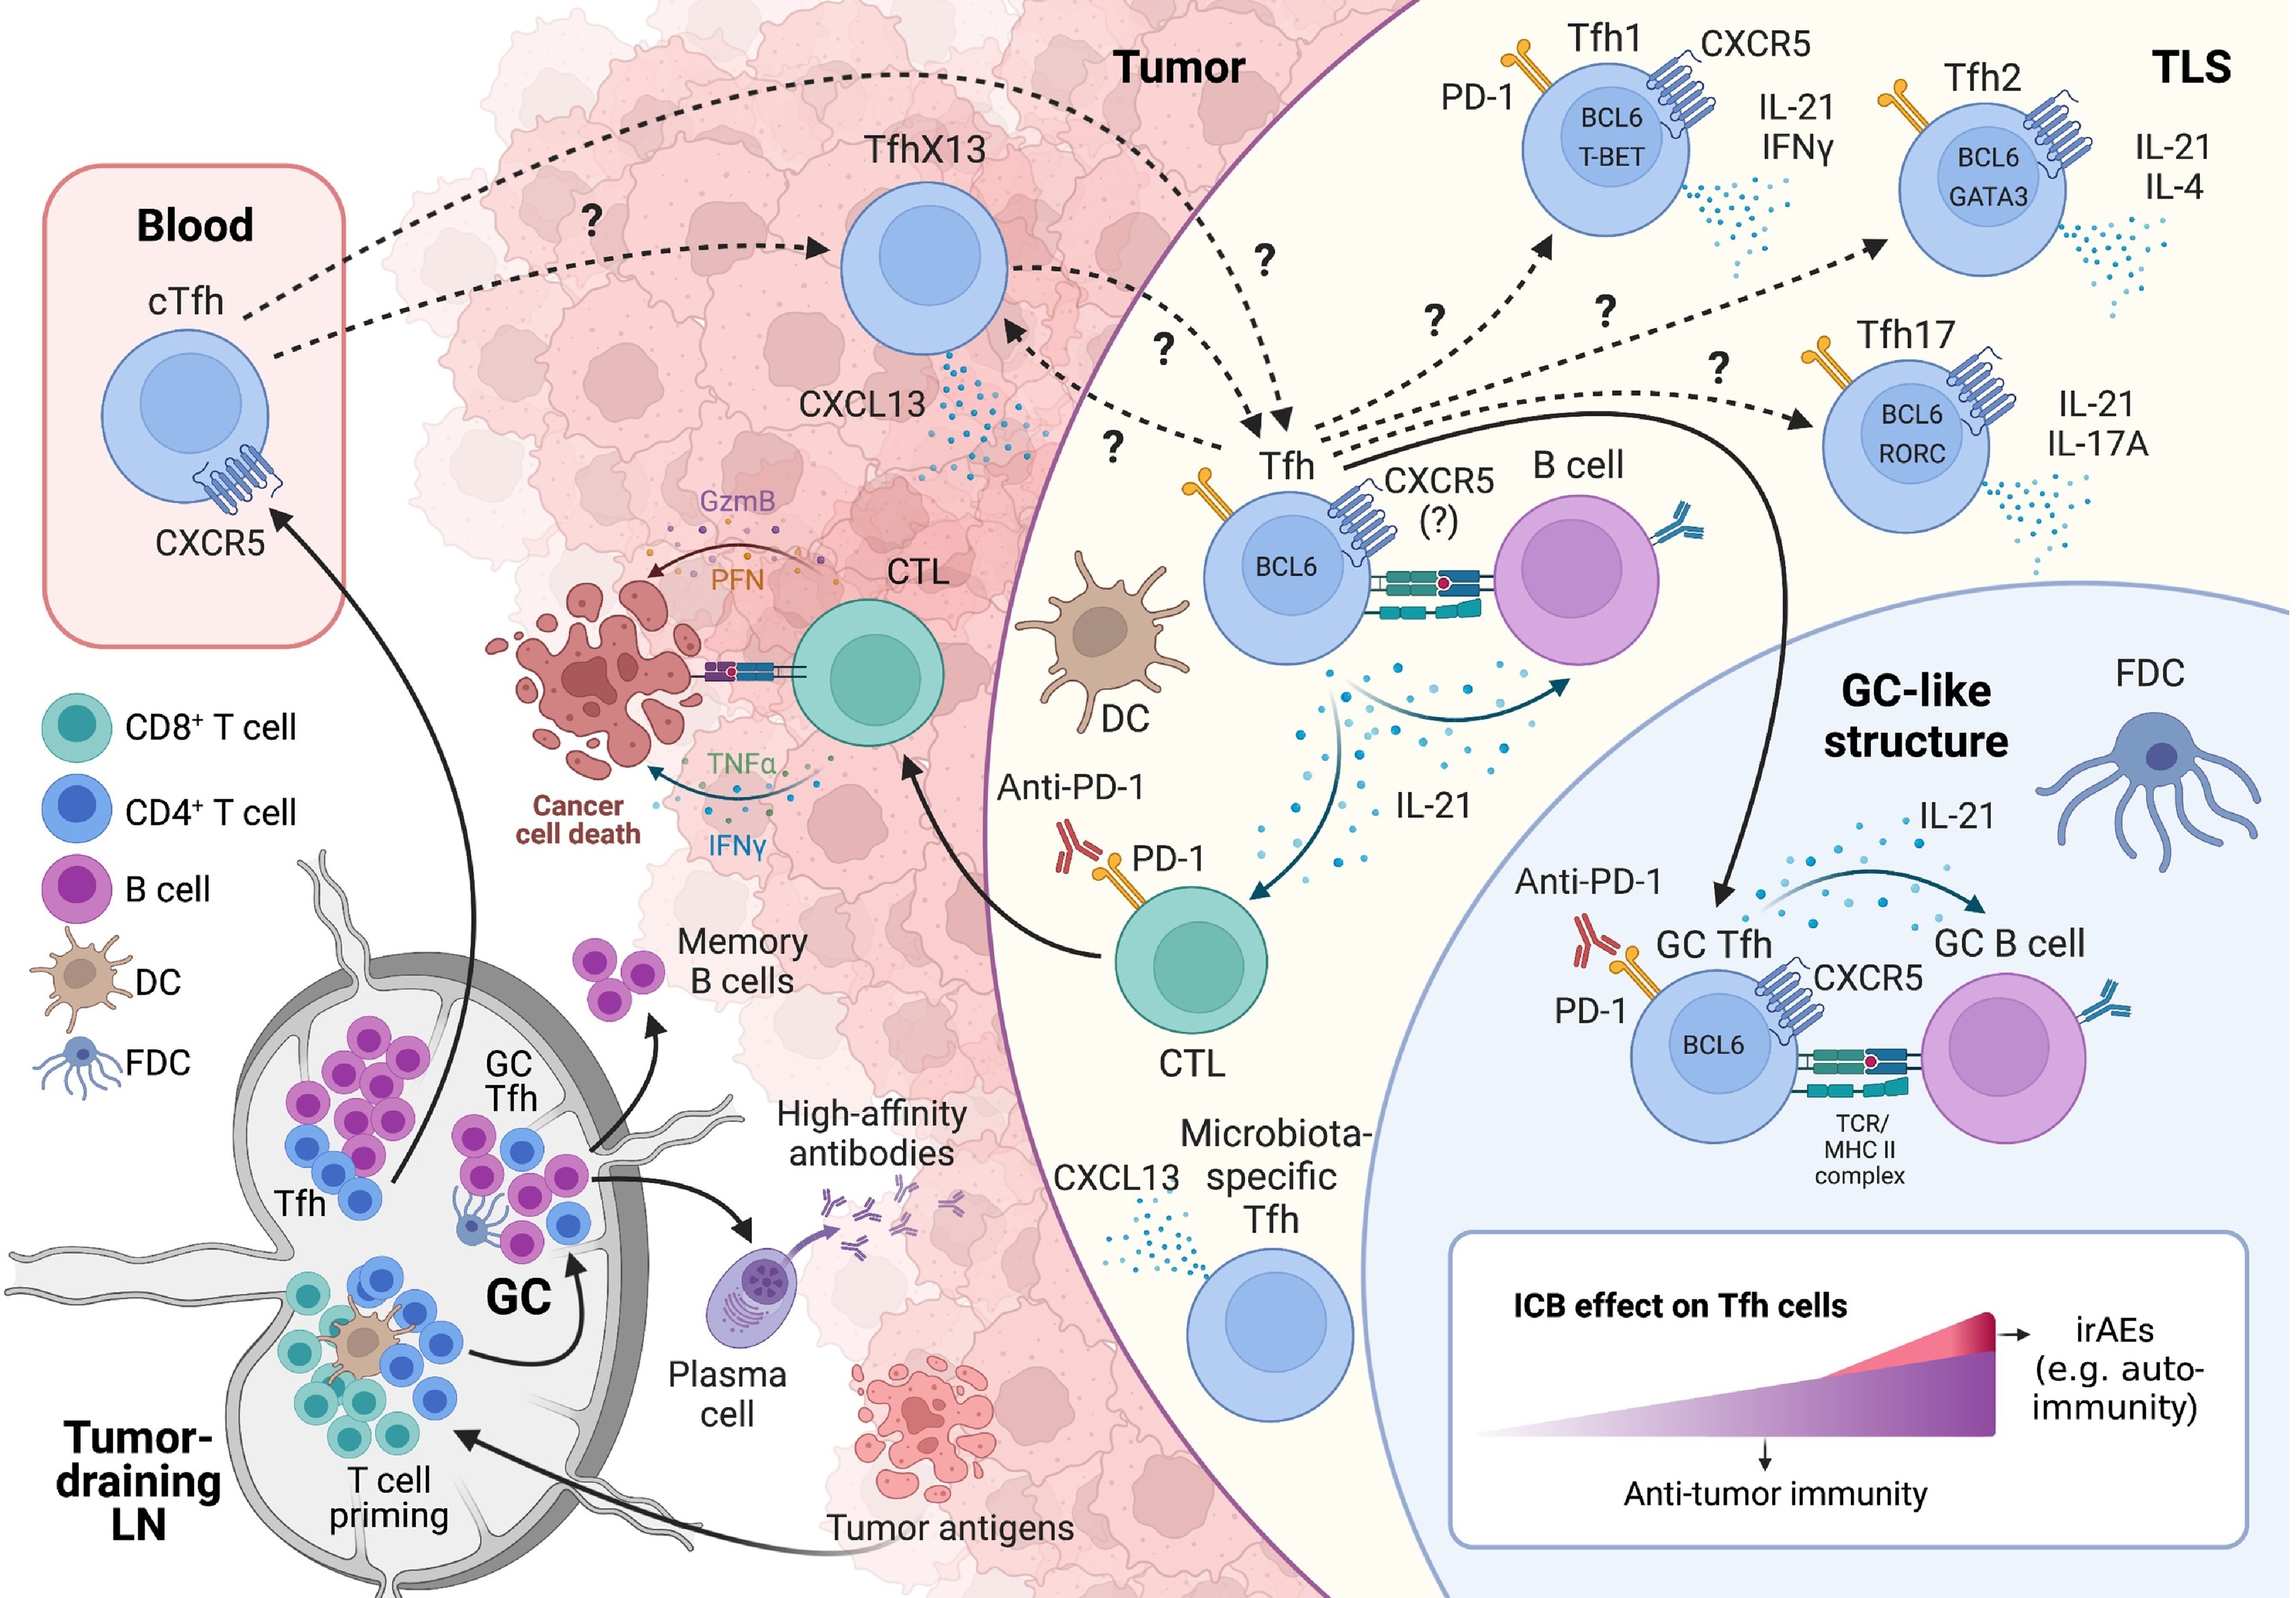 Blood
cTfh
CXCR5
?
CD8⁺ T cell
CD4⁺ T cell
B cell
DC
FDC
Tumor
TfhX13
CXCL13
GzmB
PFN
CTL
TNFα
IFNγ
Cancer
cell death
Memory
B cells
GC
Tfh
Tfh
GC
High-affinity
antibodies
Plasma
cell
Tumor-
draining
LN
T cell
priming
Tumor antigens
TLS
Tfh1
CXCR5
PD-1
BCL6
T-BET
IL-21
IFNγ
Tfh2
BCL6
GATA3
IL-21
IL-4
Tfh17
BCL6
RORC
IL-21
IL-17A
?
?
?
?
?
?
Tfh
CXCR5
(?)
B cell
BCL6
DC
IL-21
Anti-PD-1
PD-1
CTL
CXCL13
Microbiota-
specific
Tfh
GC-like
structure
FDC
IL-21
Anti-PD-1
GC Tfh
GC B cell
CXCR5
PD-1
BCL6
TCR/
MHC II
complex
ICB effect on Tfh cells
irAEs
(e.g. auto-
immunity)
Anti-tumor immunity